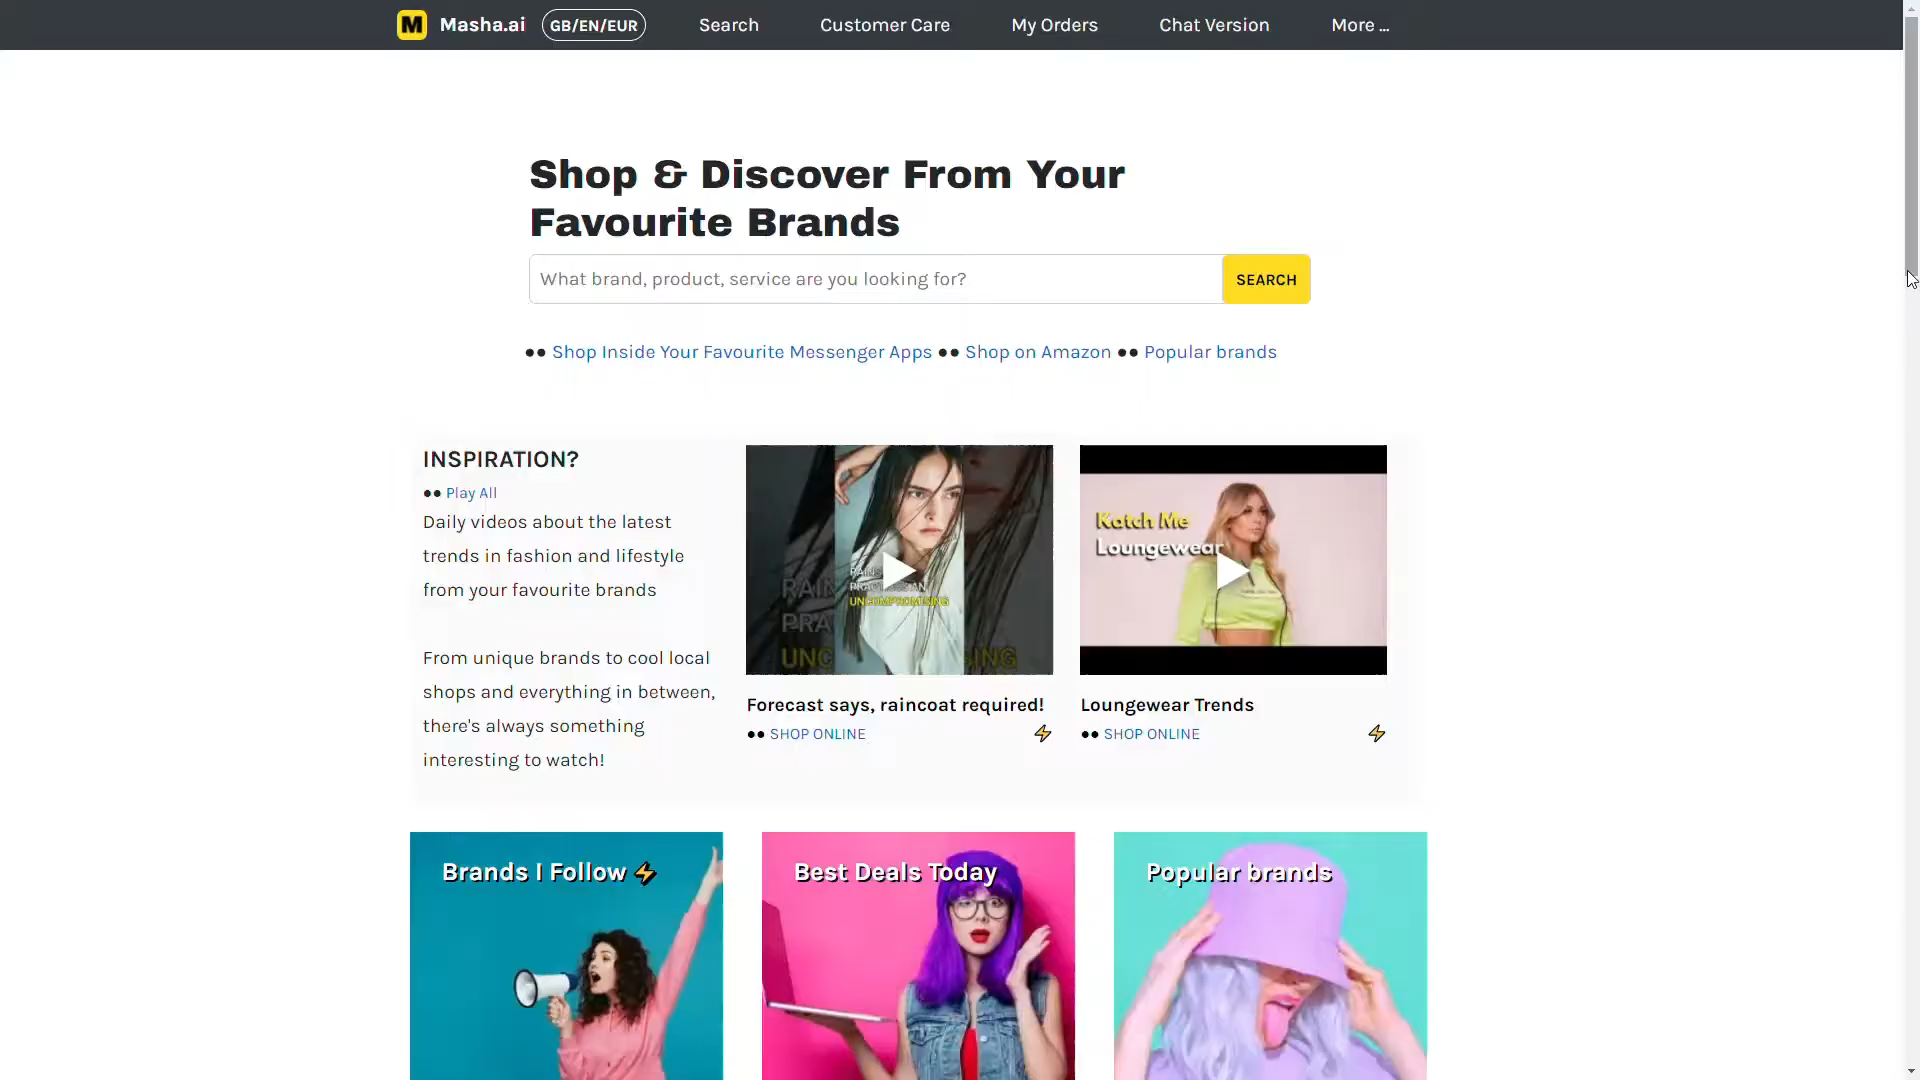 M Masha.ai GB/EN/EUR Search Customer Care My Orders Chat Version More ...
Shop & Discover From Your
Favourite Brands
What brand, product, service are you looking for? SEARCH
●● Shop Inside Your Favourite Messenger Apps ●● Shop on Amazon ●● Popular brands
INSPIRATION?
●● Play All
Daily videos about the latest
trends in fashion and lifestyle
from your favourite brands
From unique brands to cool local
shops and everything in between,
there's always something
interesting to watch!
UNCOMPROMISING
Forecast says, raincoat required!
●● SHOP ONLINE ⚡
Katch Me
Loungewear
Loungewear Trends
●● SHOP ONLINE ⚡
Brands I Follow ⚡
Best Deals Today
Popular brands